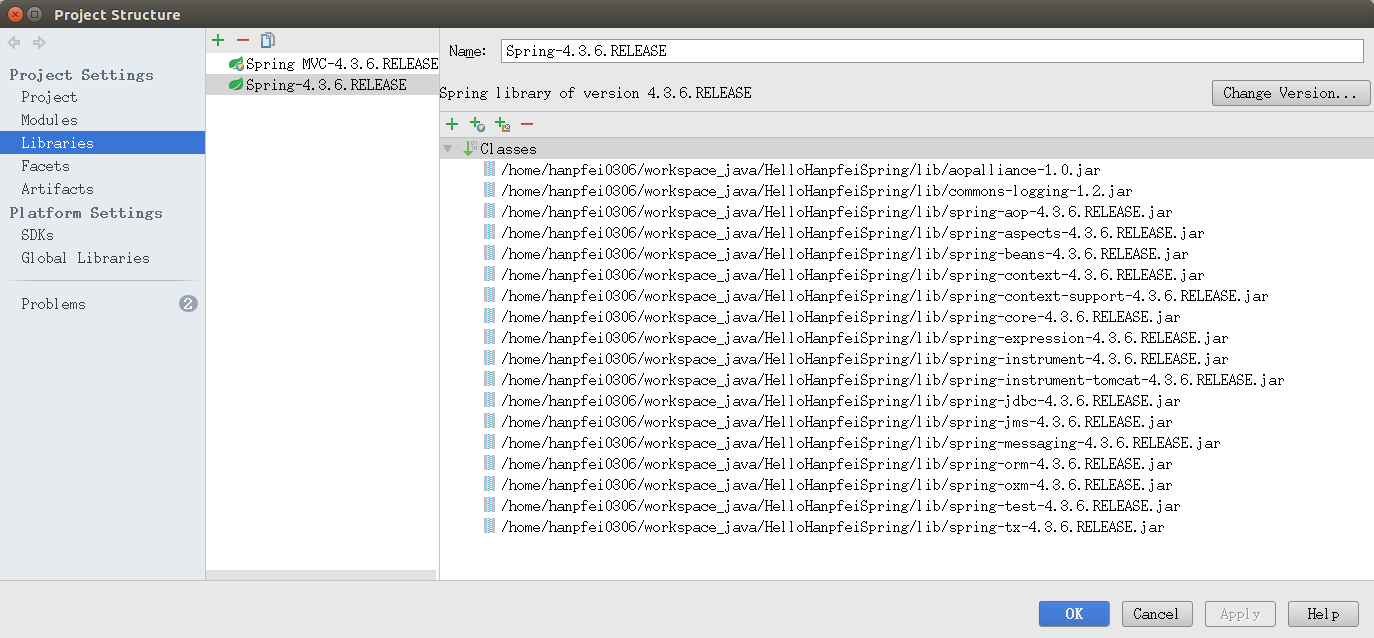 Project Structure
Project Settings
Project
Modules
Libraries
Facets
Artifacts
Platform Settings
SDKs
Global Libraries
Problems 2
Spring MVC-4.3.6.RELEASE
Spring-4.3.6.RELEASE
Name: Spring-4.3.6.RELEASE
Spring library of version 4.3.6.RELEASE Change Version...
Classes
/home/hanpfei0306/workspace_java/HelloHanpfeiSpring/lib/aopalliance-1.0.jar
/home/hanpfei0306/workspace_java/HelloHanpfeiSpring/lib/commons-logging-1.2.jar
/home/hanpfei0306/workspace_java/HelloHanpfeiSpring/lib/spring-aop-4.3.6.RELEASE.jar
/home/hanpfei0306/workspace_java/HelloHanpfeiSpring/lib/spring-aspects-4.3.6.RELEASE.jar
/home/hanpfei0306/workspace_java/HelloHanpfeiSpring/lib/spring-beans-4.3.6.RELEASE.jar
/home/hanpfei0306/workspace_java/HelloHanpfeiSpring/lib/spring-context-4.3.6.RELEASE.jar
/home/hanpfei0306/workspace_java/HelloHanpfeiSpring/lib/spring-context-support-4.3.6.RELEASE.jar
/home/hanpfei0306/workspace_java/HelloHanpfeiSpring/lib/spring-core-4.3.6.RELEASE.jar
/home/hanpfei0306/workspace_java/HelloHanpfeiSpring/lib/spring-expression-4.3.6.RELEASE.jar
/home/hanpfei0306/workspace_java/HelloHanpfeiSpring/lib/spring-instrument-4.3.6.RELEASE.jar
/home/hanpfei0306/workspace_java/HelloHanpfeiSpring/lib/spring-instrument-tomcat-4.3.6.RELEASE.jar
/home/hanpfei0306/workspace_java/HelloHanpfeiSpring/lib/spring-jdbc-4.3.6.RELEASE.jar
/home/hanpfei0306/workspace_java/HelloHanpfeiSpring/lib/spring-jms-4.3.6.RELEASE.jar
/home/hanpfei0306/workspace_java/HelloHanpfeiSpring/lib/spring-messaging-4.3.6.RELEASE.jar
/home/hanpfei0306/workspace_java/HelloHanpfeiSpring/lib/spring-orm-4.3.6.RELEASE.jar
/home/hanpfei0306/workspace_java/HelloHanpfeiSpring/lib/spring-oxm-4.3.6.RELEASE.jar
/home/hanpfei0306/workspace_java/HelloHanpfeiSpring/lib/spring-test-4.3.6.RELEASE.jar
/home/hanpfei0306/workspace_java/HelloHanpfeiSpring/lib/spring-tx-4.3.6.RELEASE.jar
OK Cancel Apply Help